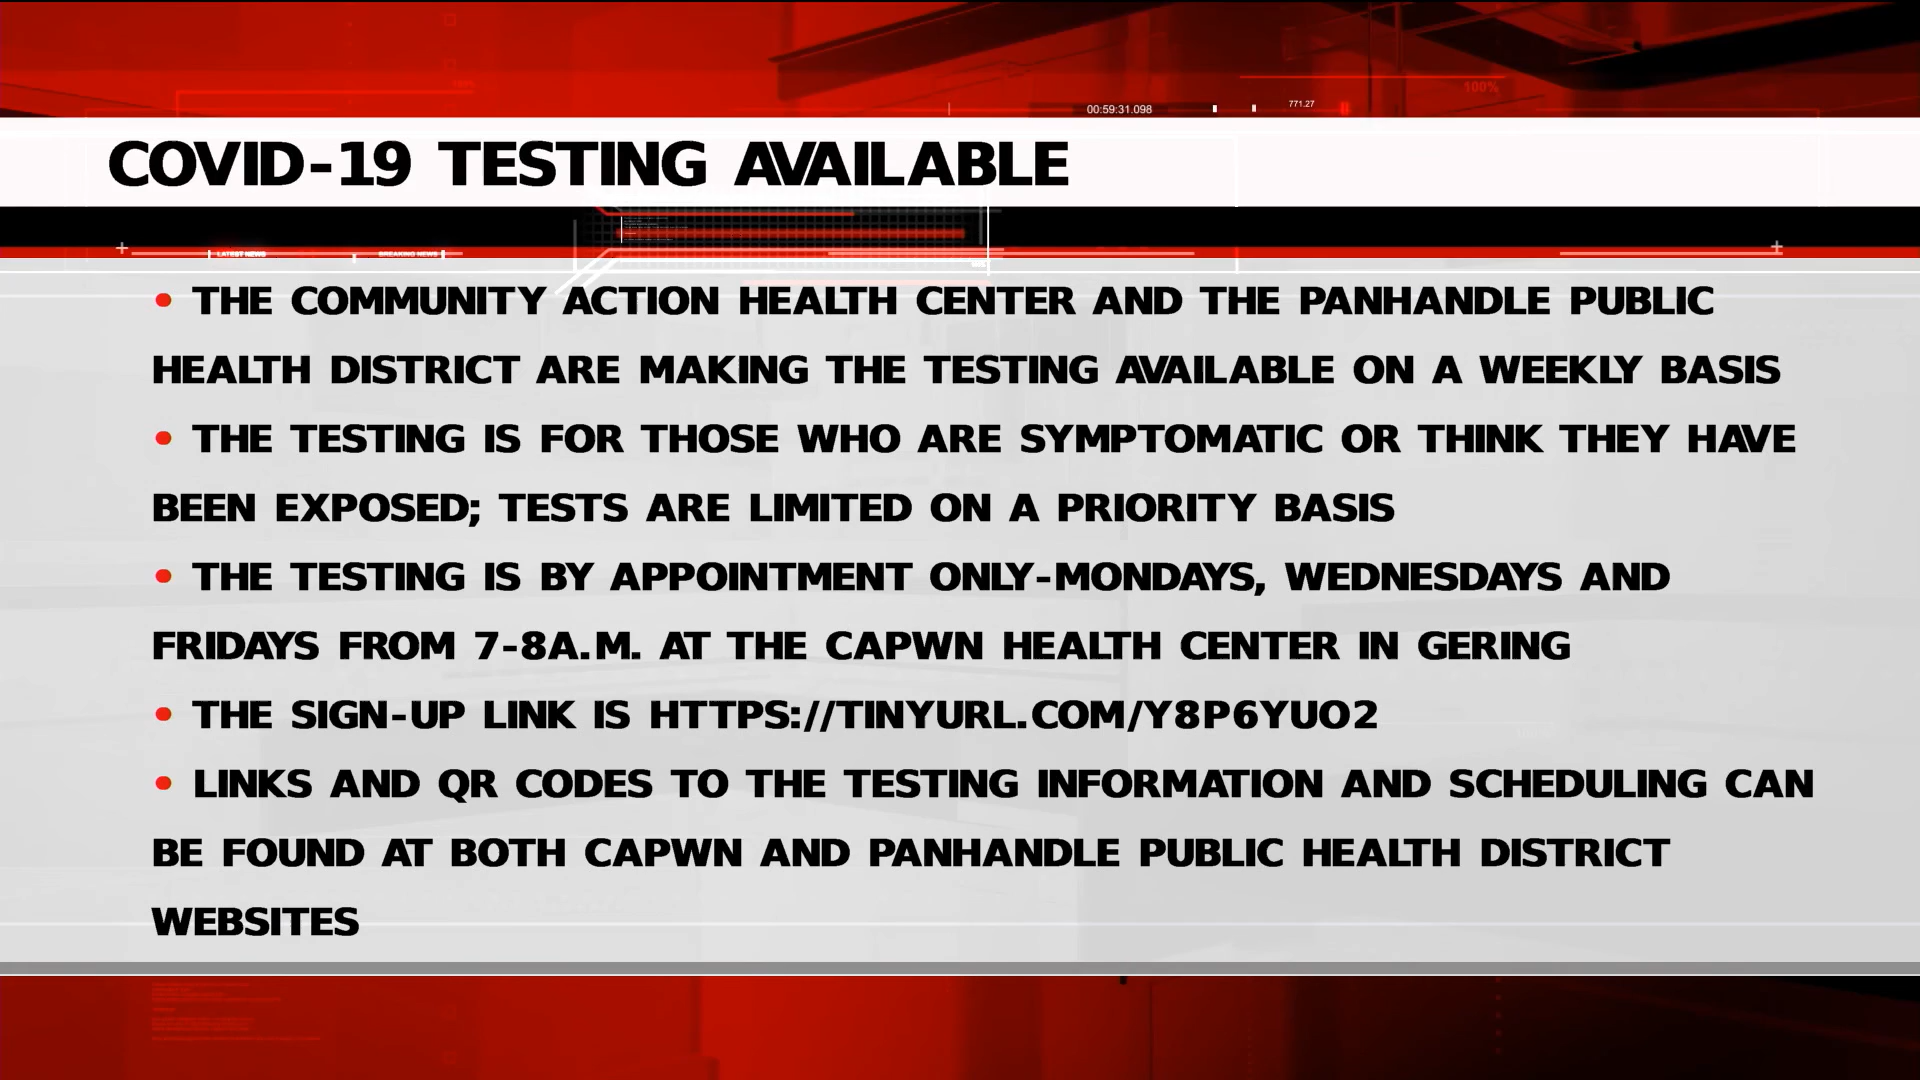 100%
00:59:31.098
771.27
100%
COVID-19 TESTING AVAILABLE
LATEST NEWS
BREAKING NEWS
• THE COMMUNITY ACTION HEALTH CENTER AND THE PANHANDLE PUBLIC
HEALTH DISTRICT ARE MAKING THE TESTING AVAILABLE ON A WEEKLY BASIS
• THE TESTING IS FOR THOSE WHO ARE SYMPTOMATIC OR THINK THEY HAVE
BEEN EXPOSED; TESTS ARE LIMITED ON A PRIORITY BASIS
• THE TESTING IS BY APPOINTMENT ONLY-MONDAYS, WEDNESDAYS AND
FRIDAYS FROM 7-8A.M. AT THE CAPWN HEALTH CENTER IN GERING
• THE SIGN-UP LINK IS HTTPS://TINYURL.COM/Y8P6YUO2
• LINKS AND QR CODES TO THE TESTING INFORMATION AND SCHEDULING CAN
BE FOUND AT BOTH CAPWN AND PANHANDLE PUBLIC HEALTH DISTRICT
WEBSITES